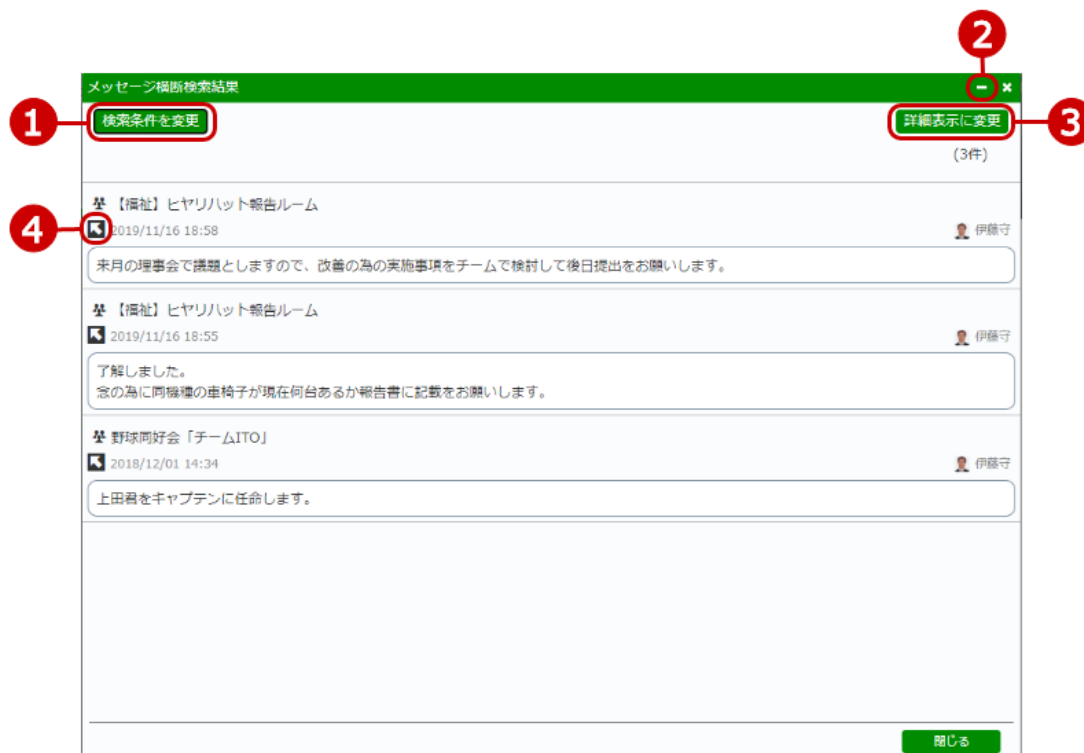 2
メッセージ横断検索結果
1
検索条件を変更
詳細表示に変更
3
(3件)
【福祉】ヒヤリハット報告ルーム
4
2019/11/16 18:58
伊藤守
来月の理事会で議題としますので、改善の為の実施事項をチームで検討して後日提出をお願いします。
【福祉】ヒヤリハット報告ルーム
2019/11/16 18:55
伊藤守
了解しました。
念の為に同機種の車椅子が現在何台あるか報告書に記載をお願いします。
野球同好会「チームITO」
2018/12/01 14:34
伊藤守
上田君をキャプテンに任命します。
閉じる